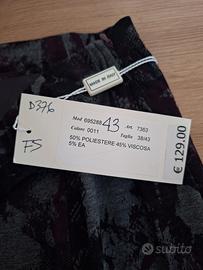 MADE IN ITALY
D376
FS
Mod 695288 43 Art. 7363
Colore 0011 Taglia 38/43
50% POLIESTERE 45% VISCOSA
5% EA
€ 129.00
subito